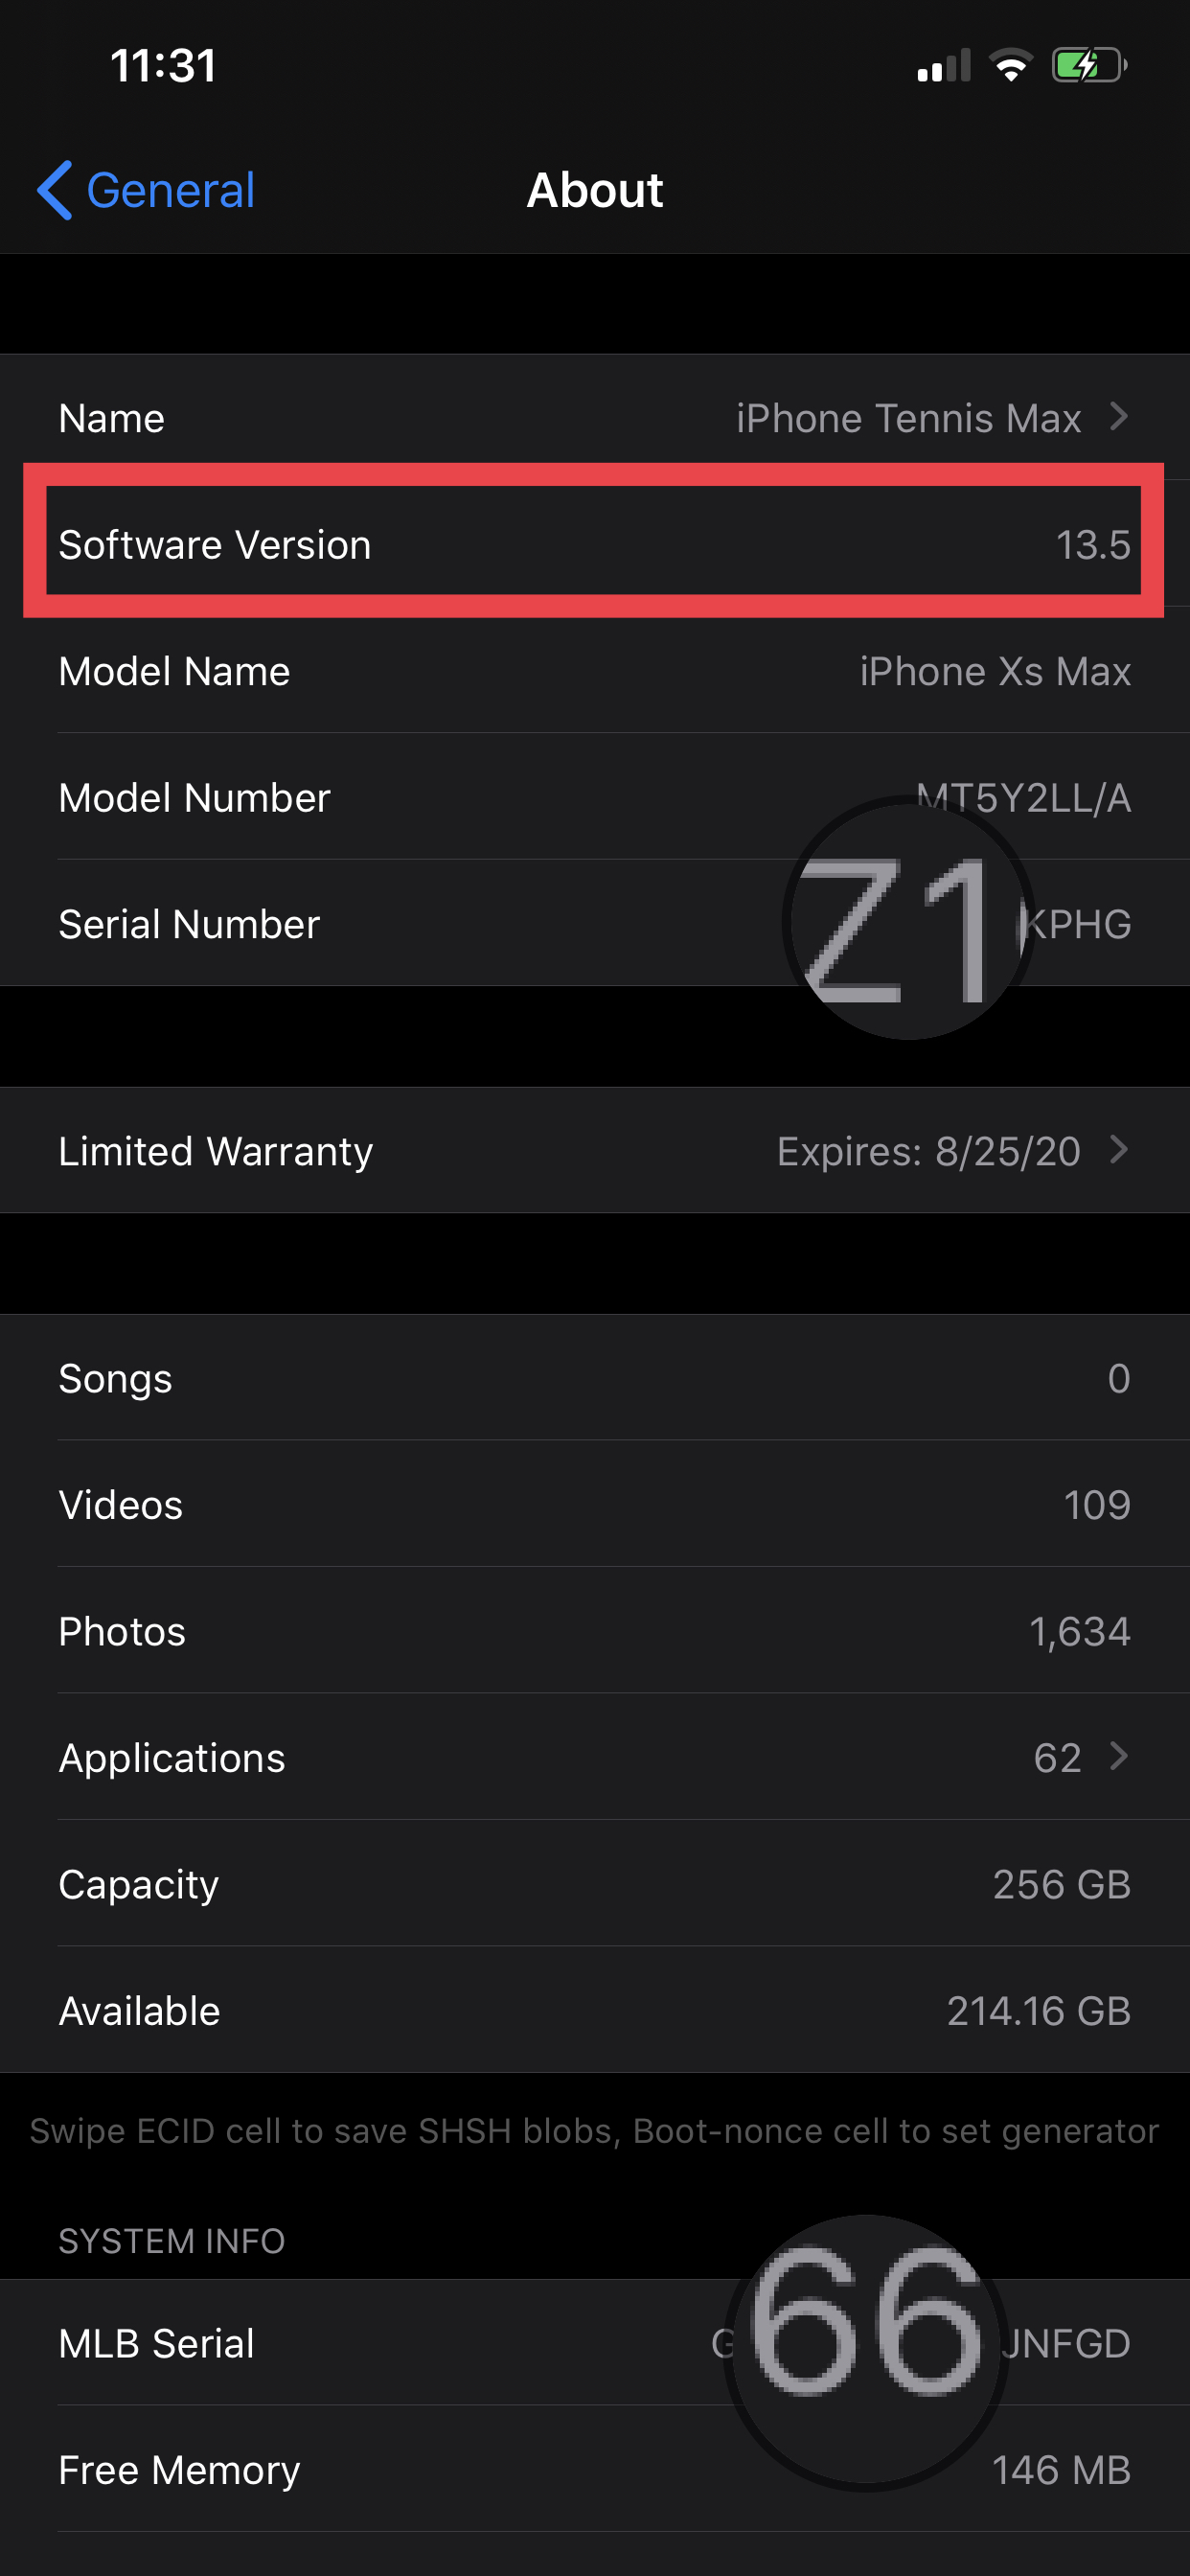 11:31
General
About
Name iPhone Tennis Max
Software Version 13.5
Model Name iPhone Xs Max
Model Number MT5Y2LL/A
Serial Number Z1 KPHG
Limited Warranty Expires: 8/25/20
Songs 0
Videos 109
Photos 1,634
Applications 62
Capacity 256 GB
Available 214.16 GB
Swipe ECID cell to save SHSH blobs, Boot-nonce cell to set generator
SYSTEM INFO
MLB Serial G 66 JNFGD
Free Memory 146 MB